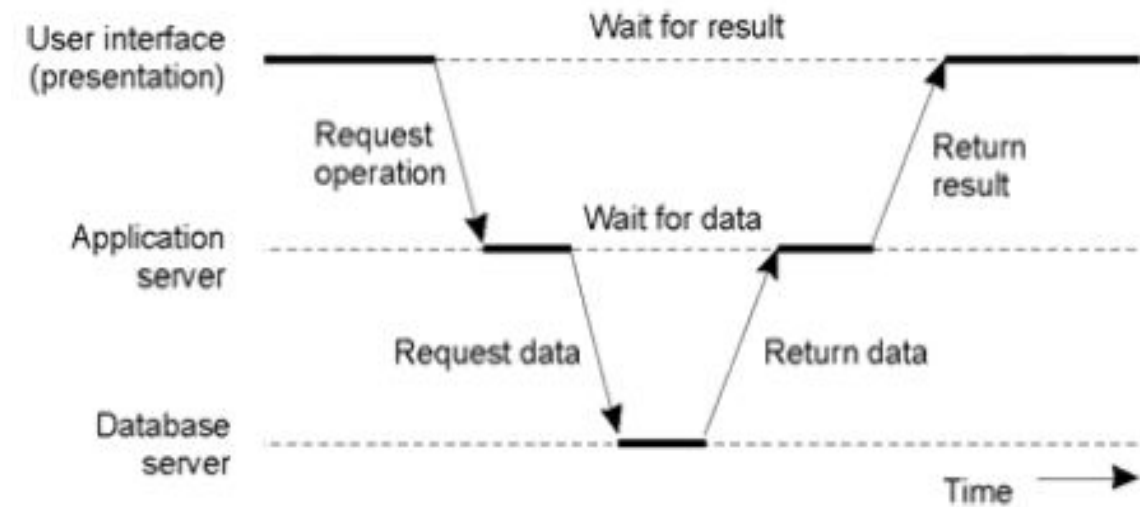 User interface
(presentation)
Wait for result
Request
operation
Return
result
Application
server
Wait for data
Request data
Return data
Database
server
Time